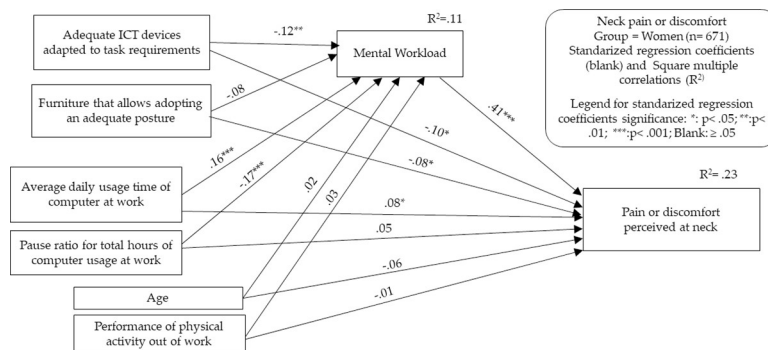 Adequate ICT devices
adapted to task requirements
-.12**
R²=.11
Mental Workload
Neck pain or discomfort
Group = Women (n= 671)
Standarized regression coefficients
(blank) and Square multiple
correlations (R²)
Legend for standarized regression
coefficients significance: *: p< .05; **:p<
.01; ***:p< .001; Blank: ≥ .05
Furniture that allows adopting
an adequate posture
-.08
.41***
-.10*
-.08*
.16***
-.17***
.02
.03
Average daily usage time of
computer at work
.08*
R²= .23
Pain or discomfort
perceived at neck
Pause ratio for total hours of
computer usage at work
.05
-.06
Age
-.01
Performance of physical
activity out of work